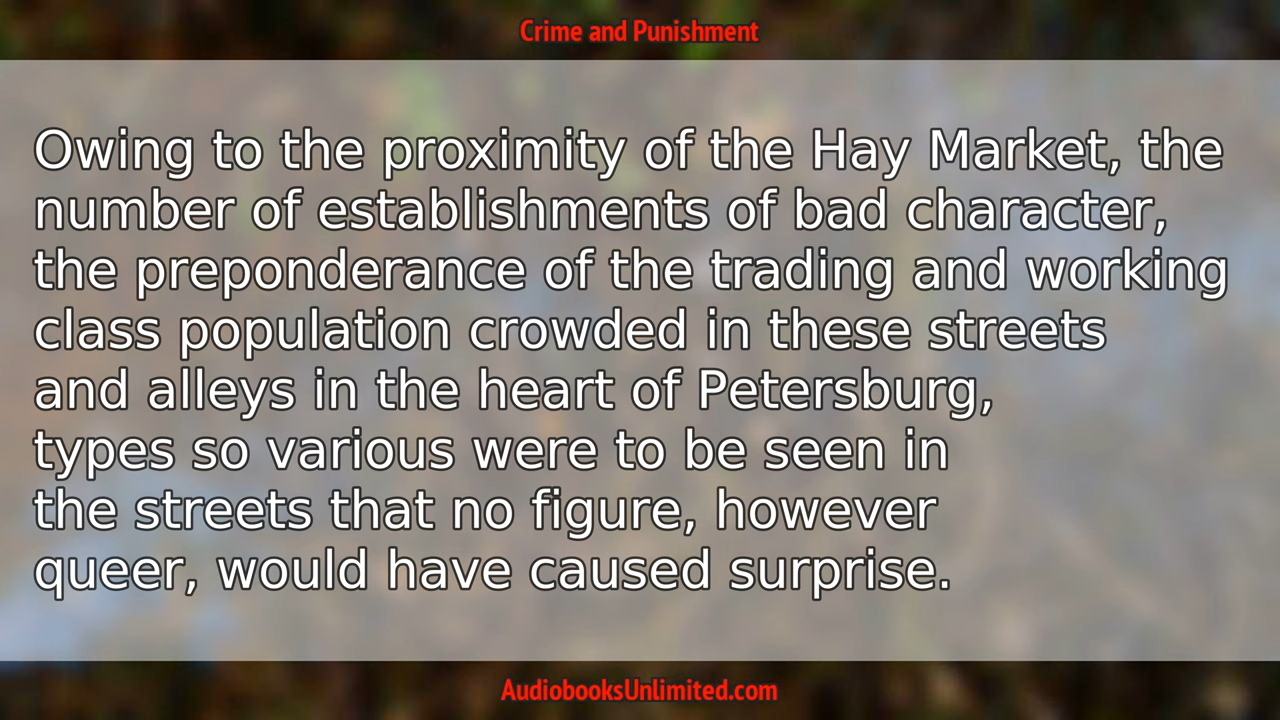 Crime and Punishment
Owing to the proximity of the Hay Market, the
number of establishments of bad character,
the preponderance of the trading and working
class population crowded in these streets
and alleys in the heart of Petersburg,
types so various were to be seen in
the streets that no figure, however
queer, would have caused surprise.
AudiobooksUnlimited.com